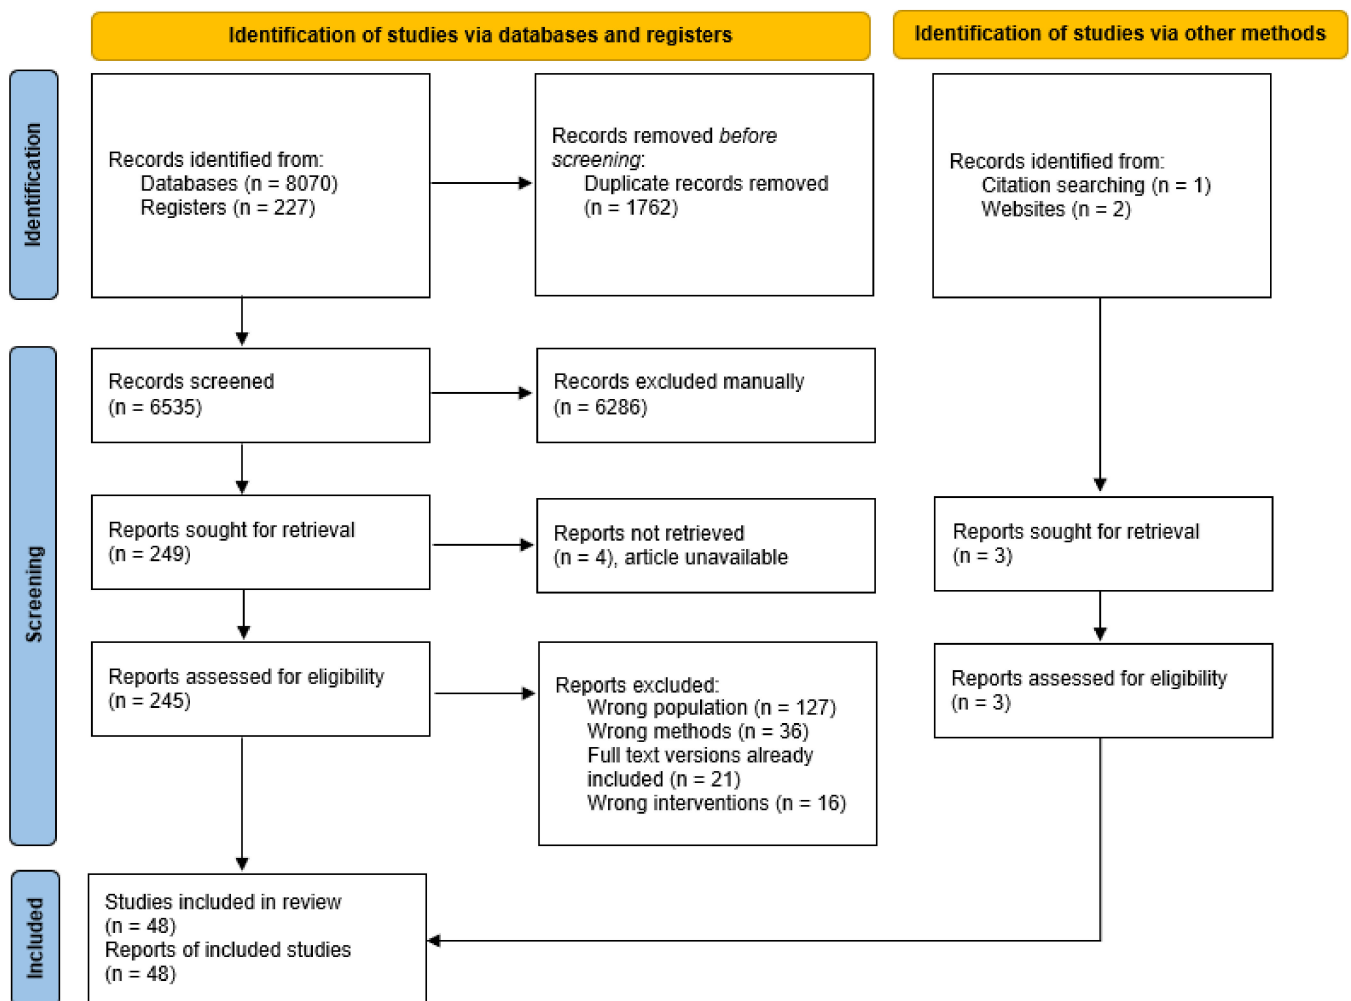 Identification of studies via databases and registers
Identification of studies via other methods
Identification
Records identified from:
Databases (n = 8070)
Registers (n = 227)
Records removed before
screening:
Duplicate records removed
(n = 1762)
Records identified from:
Citation searching (n = 1)
Websites (n = 2)
Screening
Records screened
(n = 6535)
Records excluded manually
(n = 6286)
Reports sought for retrieval
(n = 249)
Reports not retrieved
(n = 4), article unavailable
Reports sought for retrieval
(n = 3)
Reports assessed for eligibility
(n = 245)
Reports excluded:
Wrong population (n = 127)
Wrong methods (n = 36)
Full text versions already
included (n = 21)
Wrong interventions (n = 16)
Reports assessed for eligibility
(n = 3)
Included
Studies included in review
(n = 48)
Reports of included studies
(n = 48)